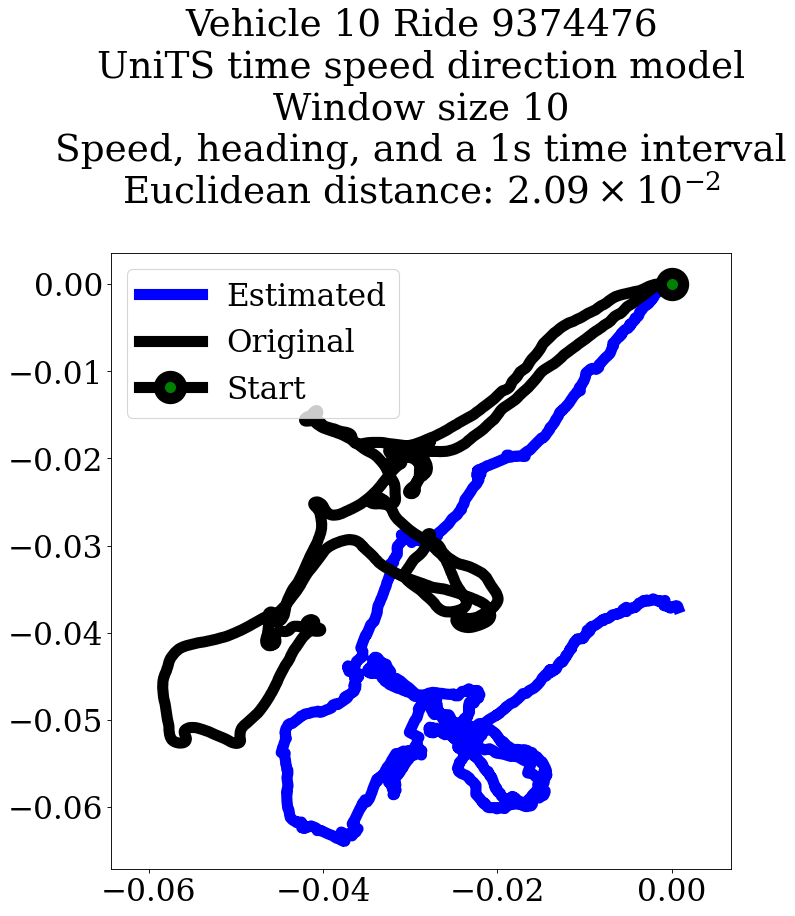 Vehicle 10 Ride 9374476
UniTS time speed direction model
Window size 10
Speed, heading, and a 1s time interval
Euclidean distance: 2.09 × 10⁻²
Estimated
Original
Start
0.00
−0.01
−0.02
−0.03
−0.04
−0.05
−0.06
−0.06 −0.04 −0.02 0.00